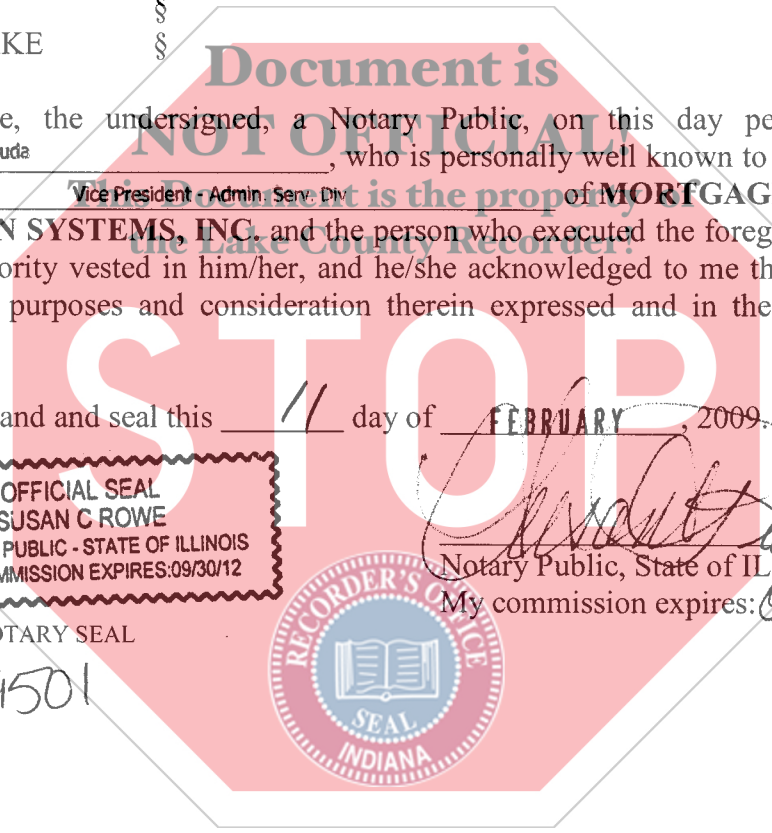 §
KE §
Document is
e, the undersigned, a Notary Public, on this day pe
NOT OFFICIAL!
uda , who is personally well known to
Vice President - Admin. Serv. Div of MORTGAG
This Document is the property of
N SYSTEMS, INC. and the person who executed the foreg
the Lake County Recorder!
ority vested in him/her, and he/she acknowledged to me th
purposes and consideration therein expressed and in the
STOP
and and seal this 11 day of FEBRUARY, 2009.
OFFICIAL SEAL
SUSAN C ROWE
PUBLIC - STATE OF ILLINOIS
MMISSION EXPIRES:09/30/12
Notary Public, State of IL
My commission expires:
OTARY SEAL
4501
RECORDER'S OFFICE
SEAL
INDIANA